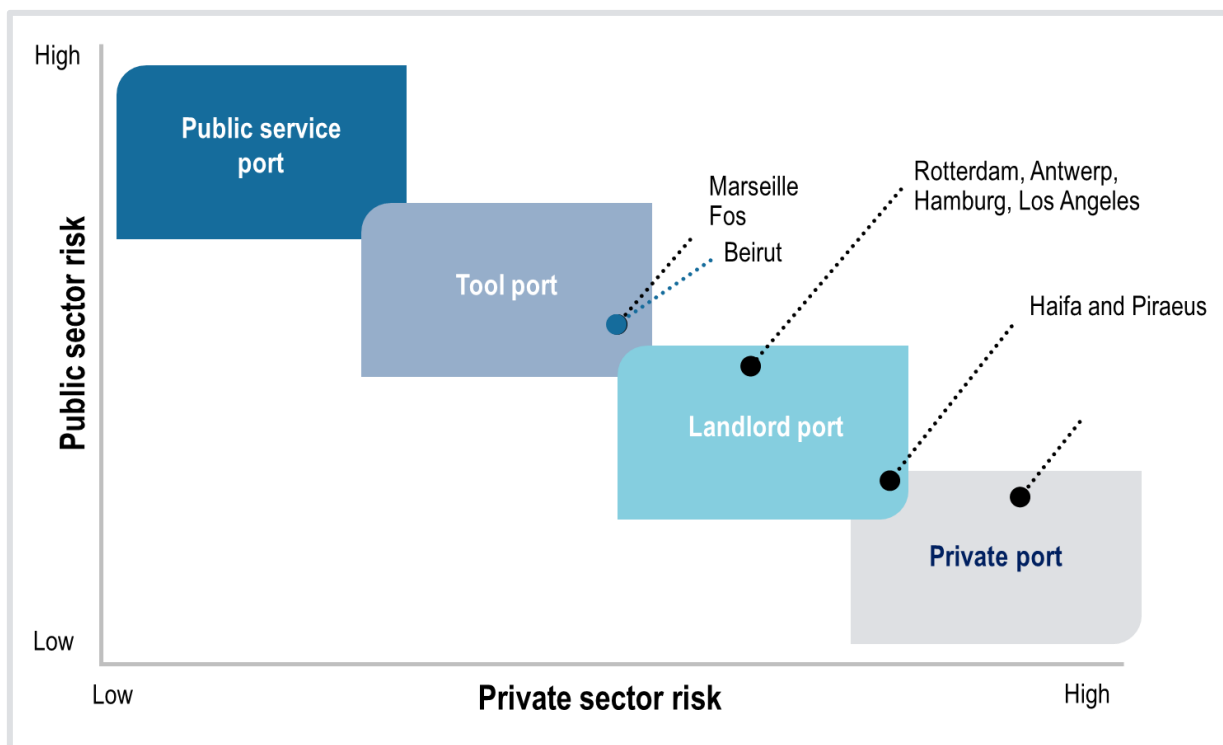 High
Public service
port
Marseille
Fos
Rotterdam, Antwerp,
Hamburg, Los Angeles
Beirut
Tool port
Haifa and Piraeus
Public sector risk
Landlord port
Private port
Low
Low
Private sector risk
High